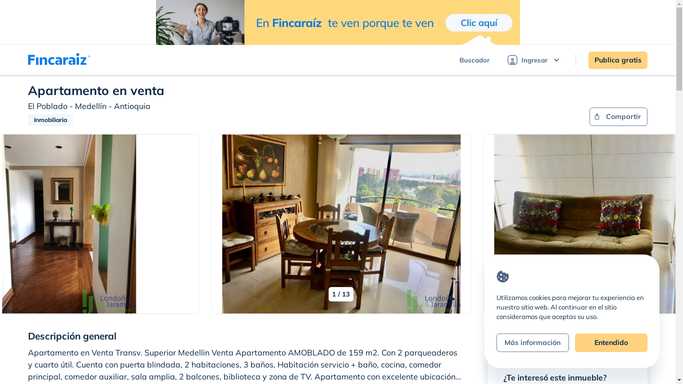 En Fincaraíz te ven porque te ven
Clic aquí
Fincaraiz
Buscador
Ingresar
Publica gratis
Apartamento en venta
El Poblado - Medellín - Antioquia
Inmobiliaria
Compartir
1 / 13
Utilizamos cookies para mejorar tu experiencia en
nuestro sitio web. Al continuar en el sitio
consideramos que aceptas su uso.
Más información
Entendido
Descripción general
Apartamento en Venta Transv. Superior Medellin Venta Apartamento AMOBLADO de 159 m2. Con 2 parqueaderos
y cuarto útil. Cuenta con puerta blindada, 2 habitaciones, 3 baños. Habitación servicio + baño, cocina, comedor
principal, comedor auxiliar, sala amplia, 2 balcones, biblioteca y zona de TV. Apartamento con excelente ubicación...
¿Te interesó este inmueble?